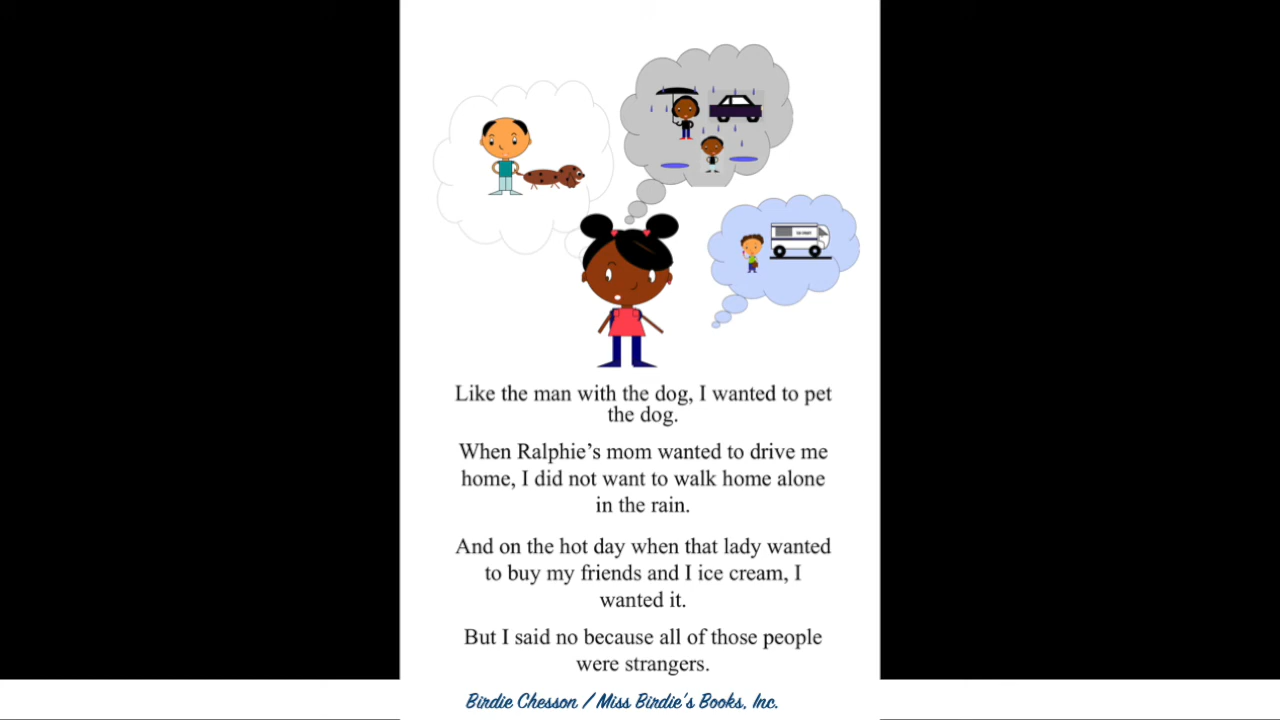 Like the man with the dog, I wanted to pet
the dog.
When Ralphie's mom wanted to drive me
home, I did not want to walk home alone
in the rain.
And on the hot day when that lady wanted
to buy my friends and I ice cream, I
wanted it.
But I said no because all of those people
were strangers.
Birdie Chesson / Miss Birdie's Books, Inc.